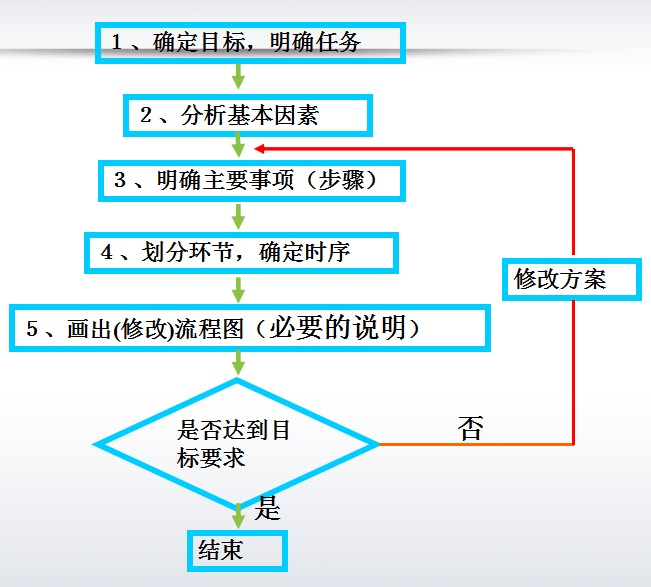 1、确定目标，明确任务
2、分析基本因素
3、明确主要事项（步骤）
4、划分环节，确定时序
修改方案
5、画出(修改)流程图（必要的说明）
是否达到目
标要求
否
是
结束